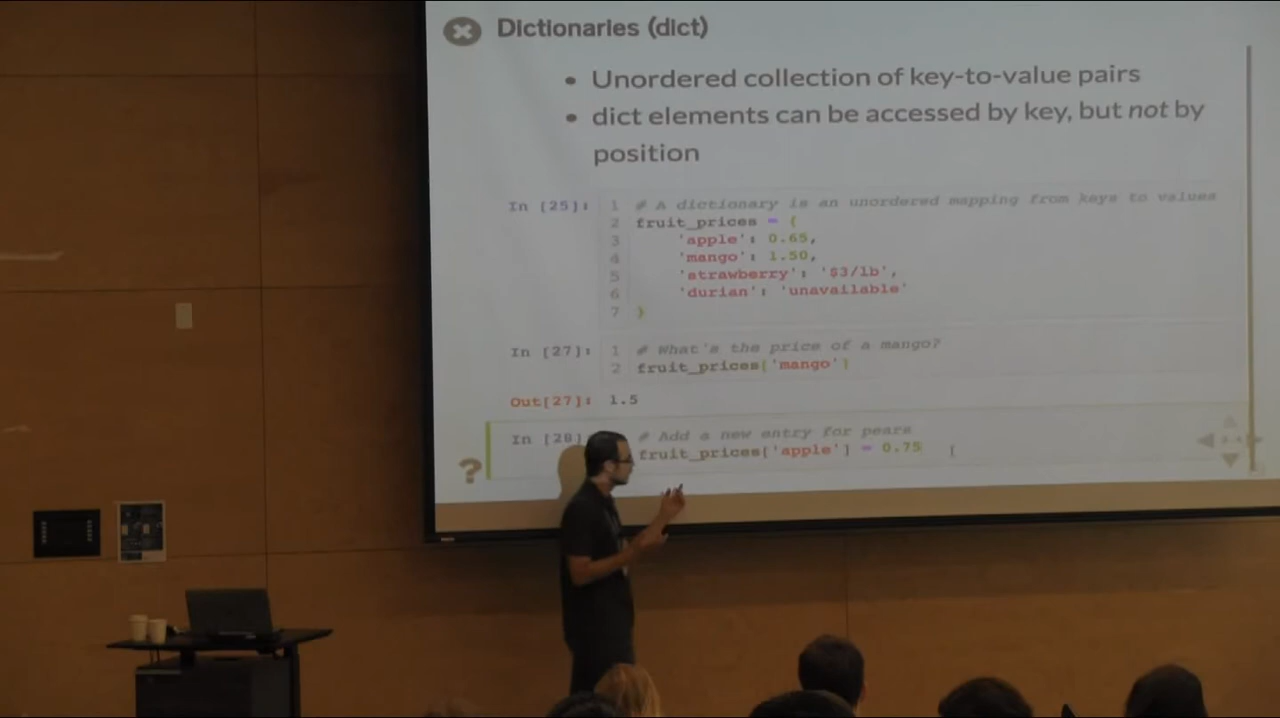 Dictionaries (dict)
• Unordered collection of key-to-value pairs
• dict elements can be accessed by key, but not by
position
In [25]: 1 # A dictionary is an unordered mapping from keys to values
2 fruit_prices = {
3 'apple': 0.65,
4 'mango': 1.50,
5 'strawberry': '$3/lb',
6 'durian': 'unavailable'
7 }
In [27]: 1 # What's the price of a mango?
2 fruit_prices['mango']
Out[27]: 1.5
In [28] # Add a new entry for pears
fruit_prices['apple'] = 0.75
?